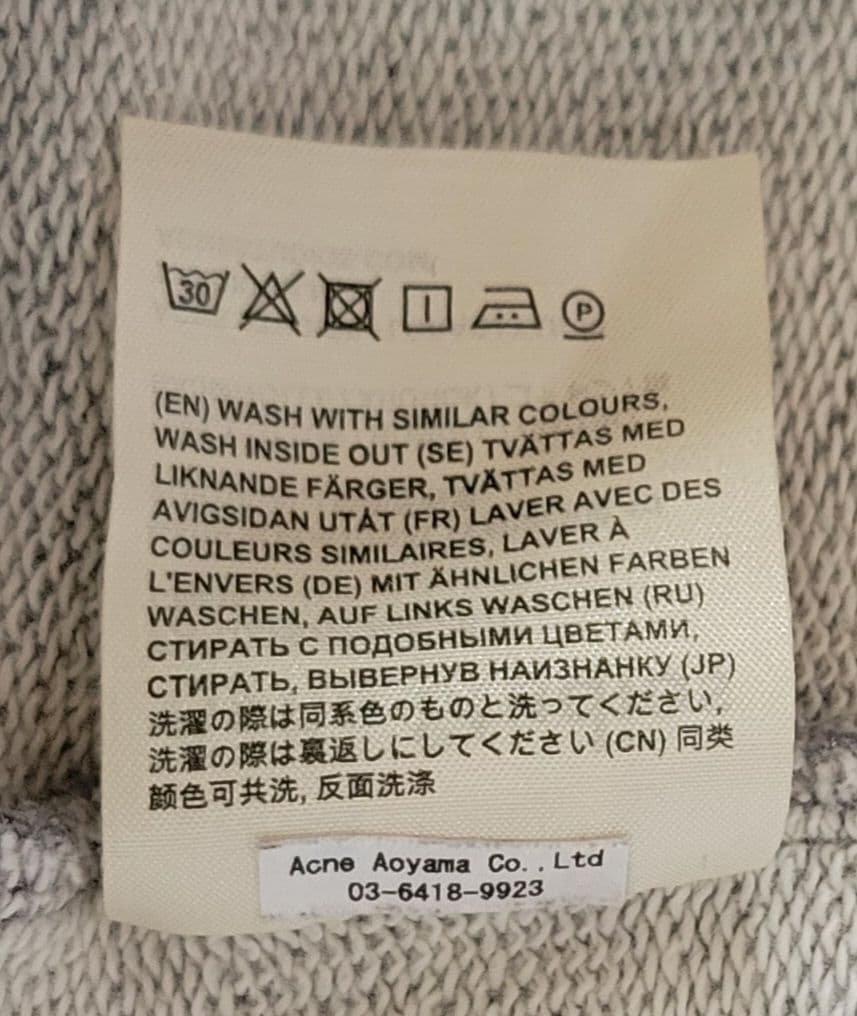 30 P
(EN) WASH WITH SIMILAR COLOURS,
WASH INSIDE OUT (SE) TVÄTTAS MED
LIKNANDE FÄRGER, TVÄTTAS MED
AVIGSIDAN UTÅT (FR) LAVER AVEC DES
COULEURS SIMILAIRES, LAVER À
L'ENVERS (DE) MIT ÄHNLICHEN FARBEN
WASCHEN, AUF LINKS WASCHEN (RU)
СТИРАТЬ С ПОДОБНЫМИ ЦВЕТАМИ,
СТИРАТЬ, ВЫВЕРНУВ НАИЗНАНКУ (JP)
洗濯の際は同系色のものと洗ってください,
洗濯の際は裏返しにしてください (CN) 同类
颜色可共洗, 反面洗涤
Acne Aoyama Co.,Ltd
03-6418-9923